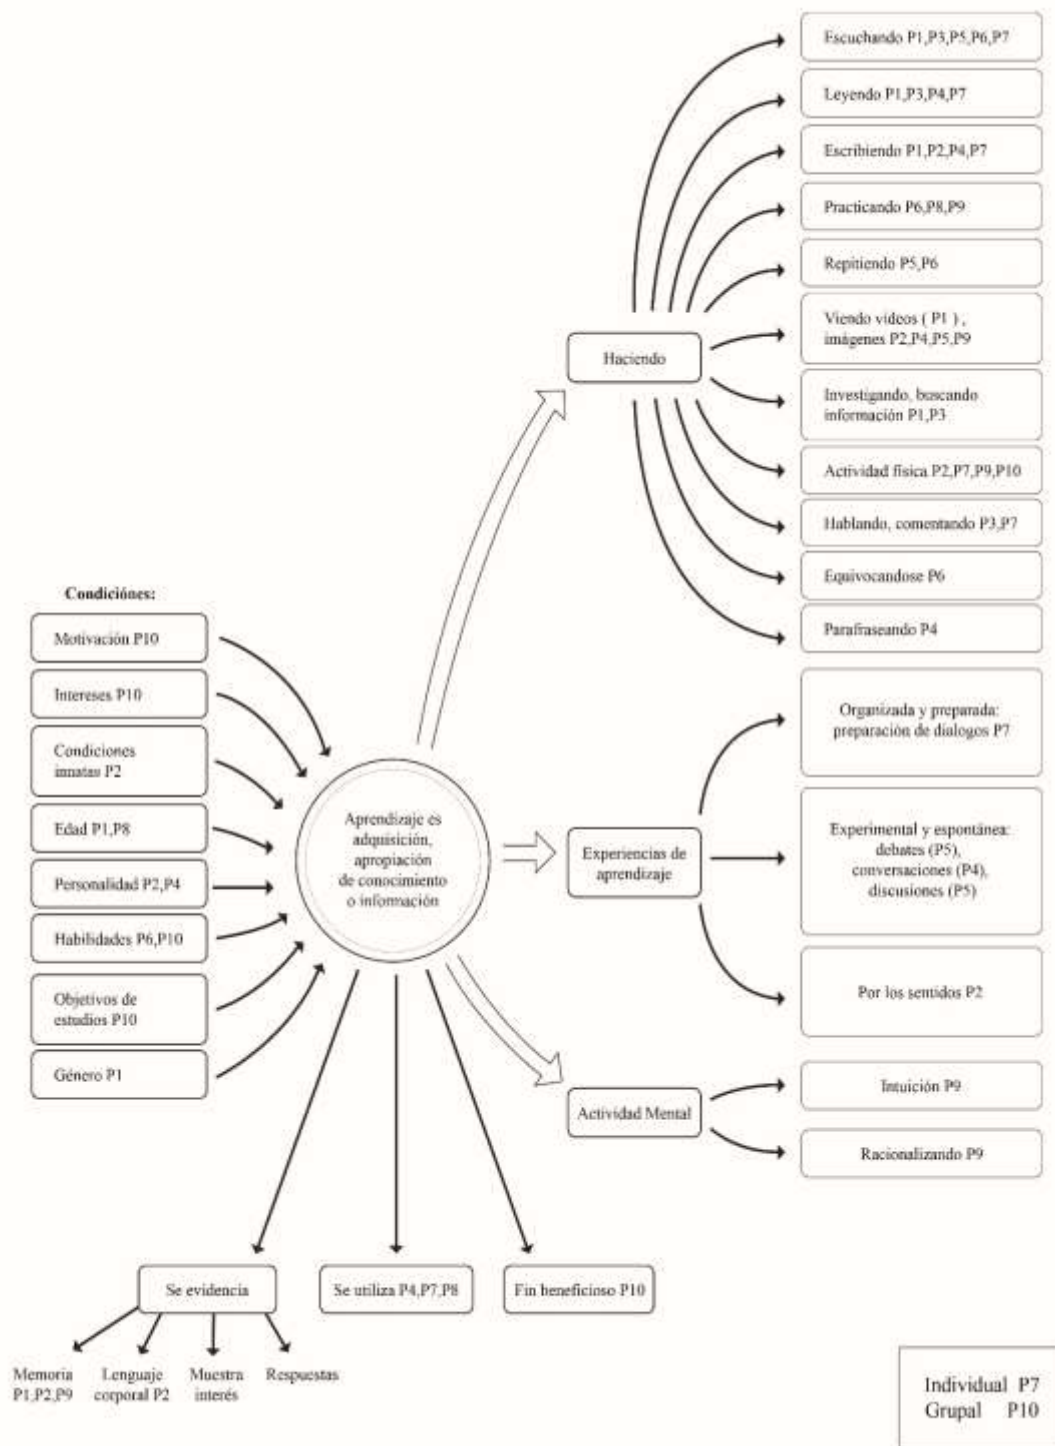 Escuchando P1,P3,P5,P6,P7
Leyendo P1,P3,P4,P7
Escribiendo P1,P2,P4,P7
Practicando P6,P8,P9
Repitiendo P5,P6
Viendo videos ( P1 ) ,
imágenes P2,P4,P5,P9
Haciendo
Investigando, buscando
información P1,P3
Actividad física P2,P7,P9,P10
Hablando, comentando P3,P7
Equivocandose P6
Parafraseando P4
Condiciónes:
Motivación P10
Intereses P10
Condiciones
innatas P2
Edad P1,P8
Personalidad P2,P4
Habilidades P6,P10
Objetivos de
estudios P10
Género P1
Aprendizaje es
adquisición,
apropiación
de conocimiento
o información
Experiencias de
aprendizaje
Organizada y preparada:
preparación de dialogos P7
Experimental y espontánea:
debates (P5),
conversaciones (P4),
discusiones (P5)
Por los sentidos P2
Actividad Mental
Intuición P9
Racionalizando P9
Se evidencia
Se utiliza P4,P7,P8
Fin beneficioso P10
Memoria
P1,P2,P9
Lenguaje
corporal P2
Muestra
interés
Respuestas
Individual P7
Grupal P10